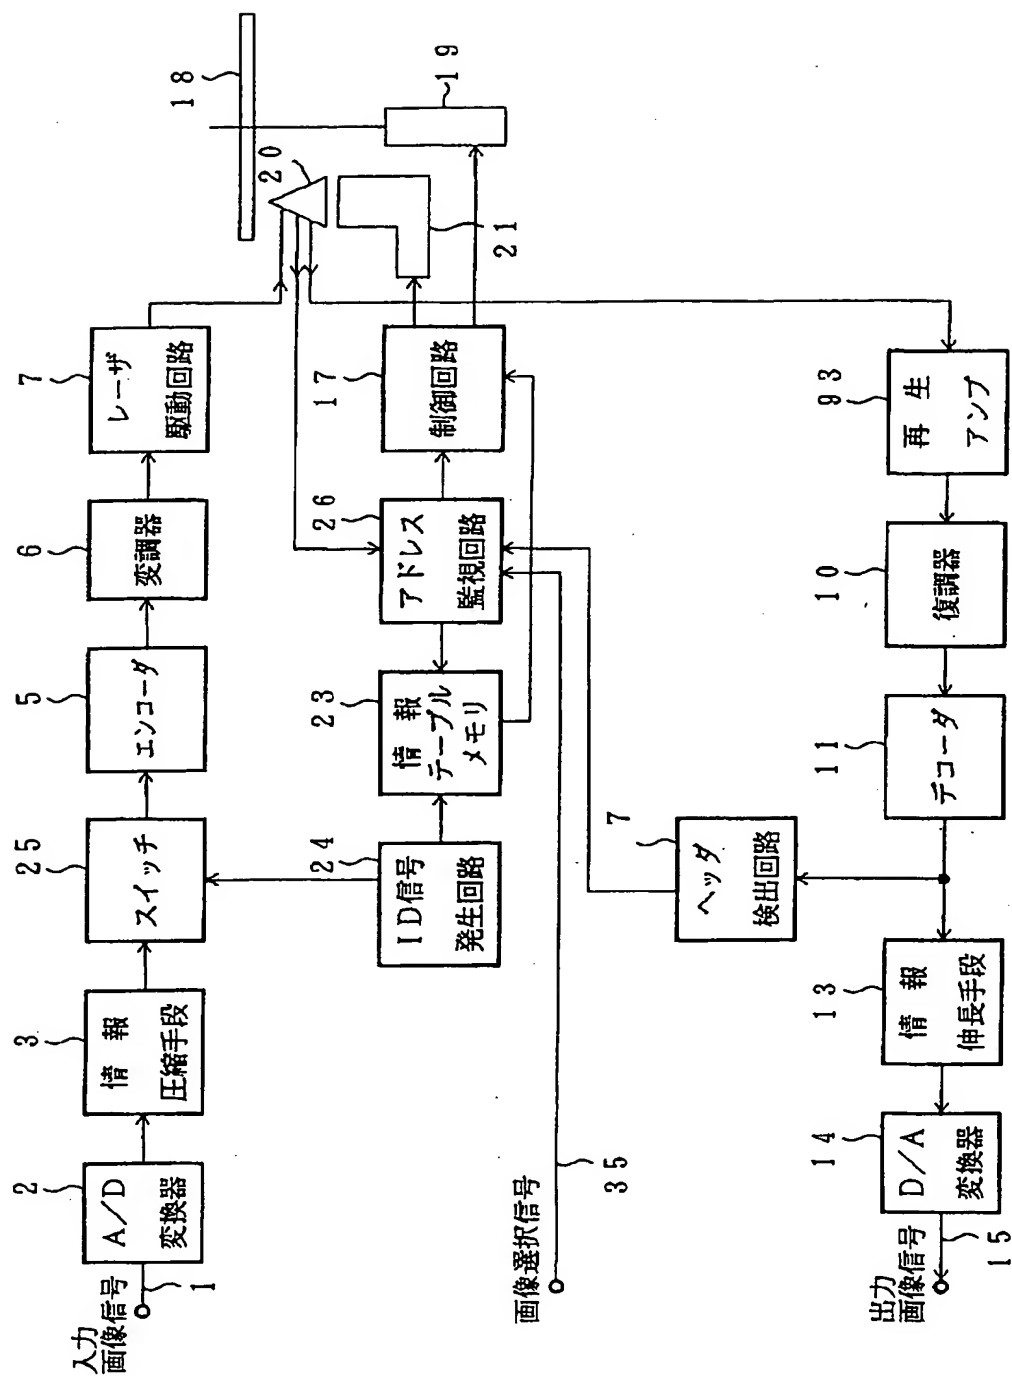 入力
画像信号
1
2
A/D
変換器
3
情報
圧縮手段
25
スイッチ
5
エンコーダ
6
変調器
7
レーザ
駆動回路
18
20
19
21
24
ID信号
発生回路
23
情報
テーブル
メモリ
26
アドレス
監視回路
17
制御回路
画像選択信号
35
7
ヘッダ
検出回路
出力
画像信号
15
14
D/A
変換器
13
情報
伸長手段
11
デコーダ
10
復調器
93
再生
アンプ